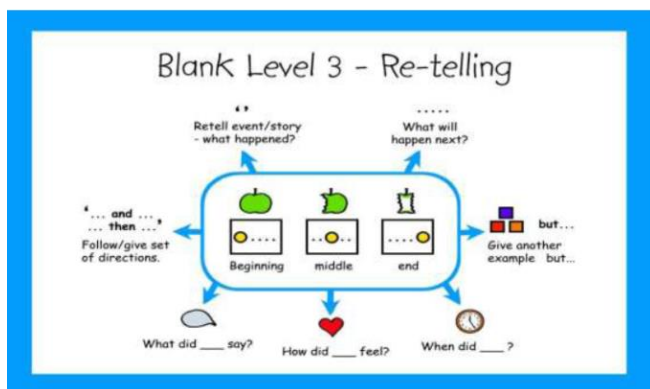 Blank Level 3 - Re-telling
‘ ’
Retell event/story
- what happened?
.....
What will
happen next?
‘... and ...
... then ...’
Follow/give set
of directions.
Beginning
middle
end
but...
Give another
example but...
What did ___ say?
How did ___ feel?
When did ___ ?